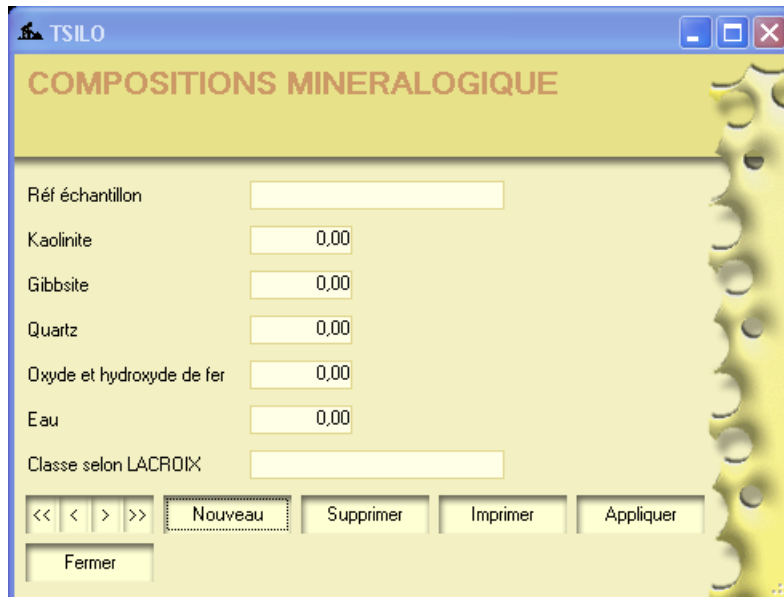 TSILO
COMPOSITIONS MINERALOGIQUE
Réf échantillon
Kaolinite 0,00
Gibbsite 0,00
Quartz 0,00
Oxyde et hydroxyde de fer 0,00
Eau 0,00
Classe selon LACROIX
<< < > >> Nouveau Supprimer Imprimer Appliquer
Fermer